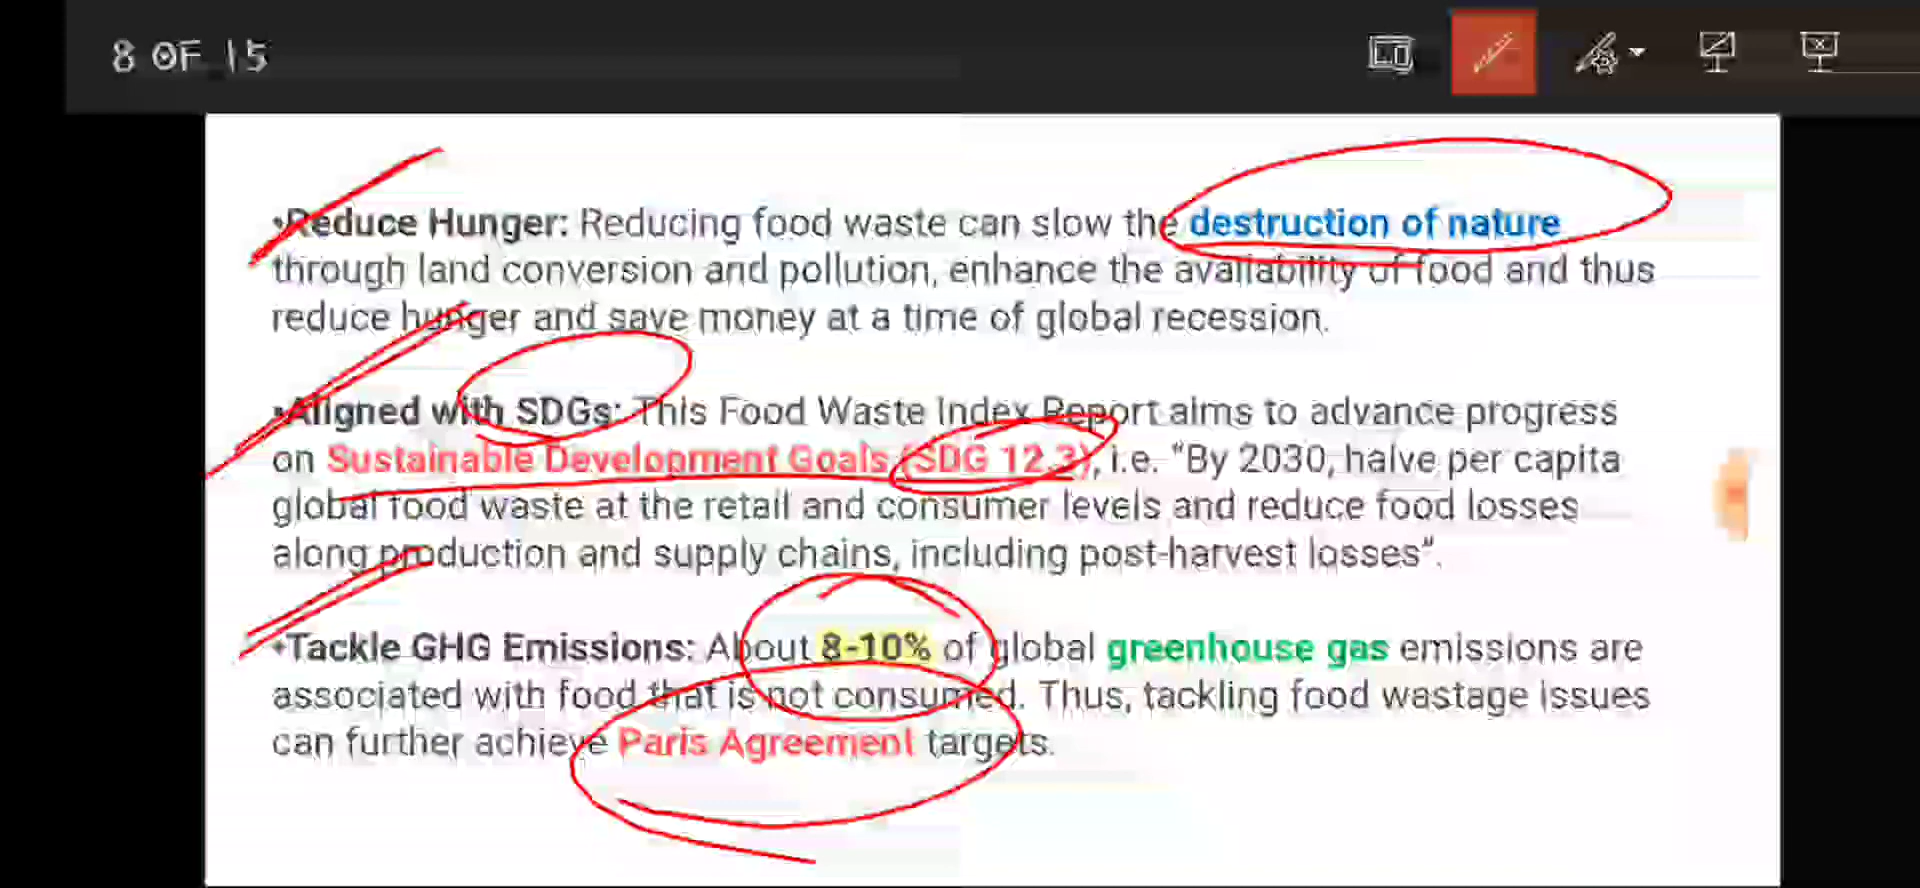 8 OF 15
•Reduce Hunger: Reducing food waste can slow the destruction of nature
through land conversion and pollution, enhance the availability of food and thus
reduce hunger and save money at a time of global recession.
•Aligned with SDGs: This Food Waste Index Report aims to advance progress
on Sustainable Development Goals (SDG 12.3), i.e. “By 2030, halve per capita
global food waste at the retail and consumer levels and reduce food losses
along production and supply chains, including post-harvest losses”.
•Tackle GHG Emissions: About 8-10% of global greenhouse gas emissions are
associated with food that is not consumed. Thus, tackling food wastage issues
can further achieve Paris Agreement targets.